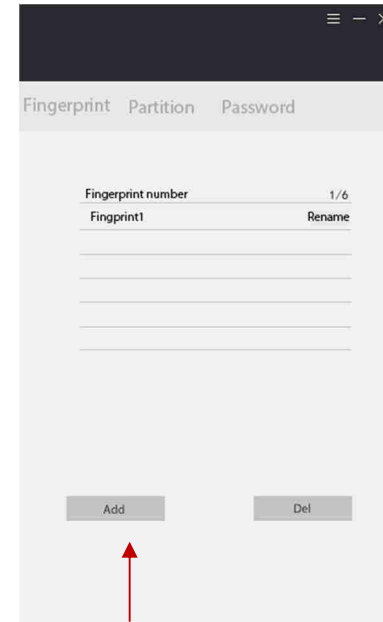 Fingerprint Partition Password
Fingerprint number 1/6
Fingprint1 Rename
Add Del